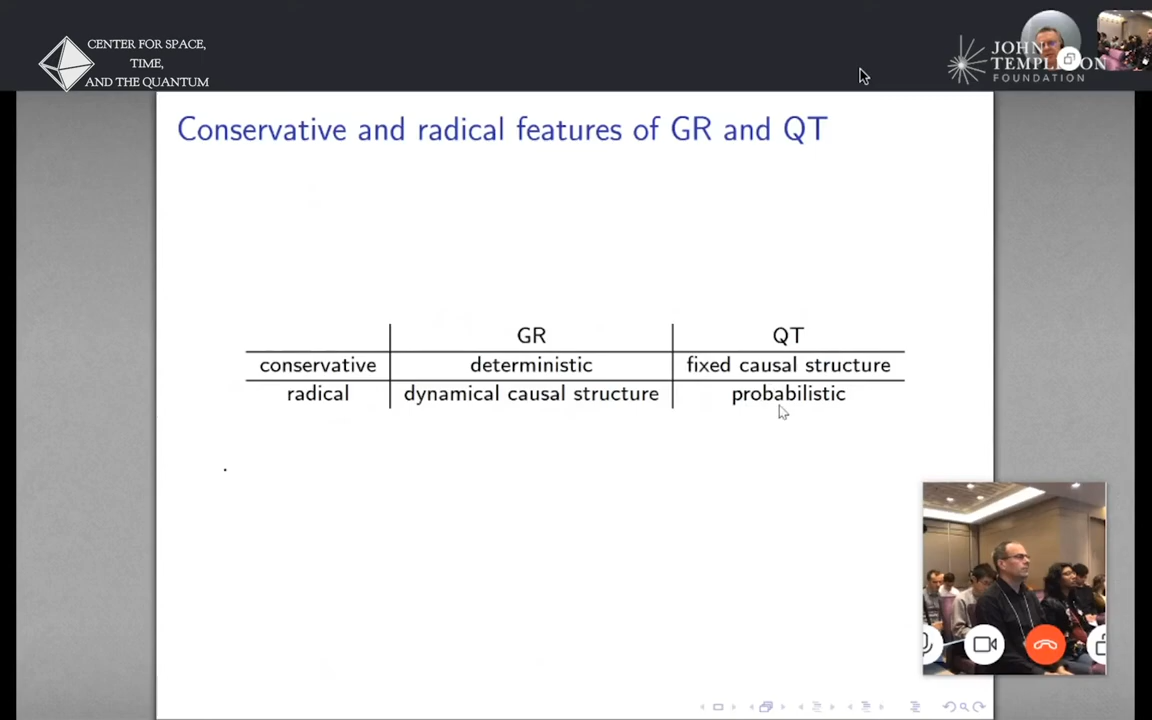 CENTER FOR SPACE,
TIME,
AND THE QUANTUM
JOHN
TEMPLETON
FOUNDATION
Conservative and radical features of GR and QT
GR QT
conservative deterministic fixed causal structure
radical dynamical causal structure probabilistic
.